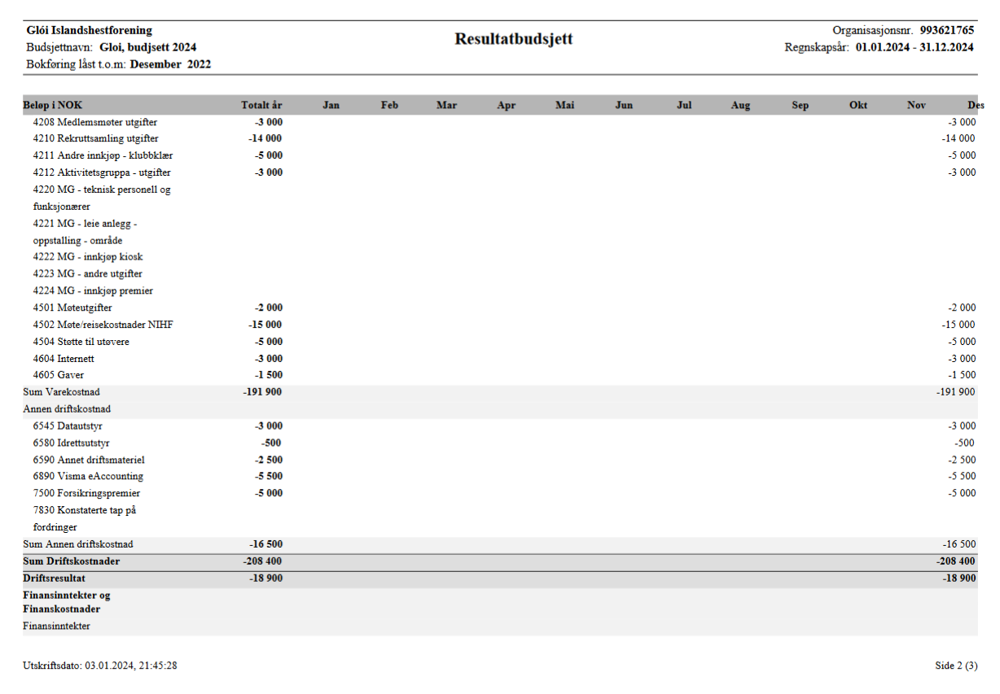 Glói Islandshestforening
Resultatbudsjett
Organisasjonsnr. 993621765
Budsjettnavn: Gloi, budjsett 2024
Regnskapsår: 01.01.2024 - 31.12.2024
Bokføring låst t.o.m: Desember 2022
Beløp i NOK Totalt år Jan Feb Mar Apr Mai Jun Jul Aug Sep Okt Nov Des
4208 Medlemsmøter utgifter -3 000 -3 000
4210 Rekruttsamling utgifter -14 000 -14 000
4211 Andre innkjøp - klubbklær -5 000 -5 000
4212 Aktivitetsgruppa - utgifter -3 000 -3 000
4220 MG - teknisk personell og
funksjonærer
4221 MG - leie anlegg -
oppstalling - område
4222 MG - innkjøp kiosk
4223 MG - andre utgifter
4224 MG - innkjøp premier
4501 Møteutgifter -2 000 -2 000
4502 Møte/reisekostnader NIHF -15 000 -15 000
4504 Støtte til utøvere -5 000 -5 000
4604 Internett -3 000 -3 000
4605 Gaver -1 500 -1 500
Sum Varekostnad -191 900 -191 900
Annen driftskostnad
6545 Datautstyr -3 000 -3 000
6580 Idrettsutstyr -500 -500
6590 Annet driftsmateriel -2 500 -2 500
6890 Visma eAccounting -5 500 -5 500
7500 Forsikringspremier -5 000 -5 000
7830 Konstaterte tap på
fordringer
Sum Annen driftskostnad -16 500 -16 500
Sum Driftskostnader -208 400 -208 400
Driftsresultat -18 900 -18 900
Finansinntekter og
Finanskostnader
Finansinntekter
Utskriftsdato: 03.01.2024, 21:45:28
Side 2 (3)